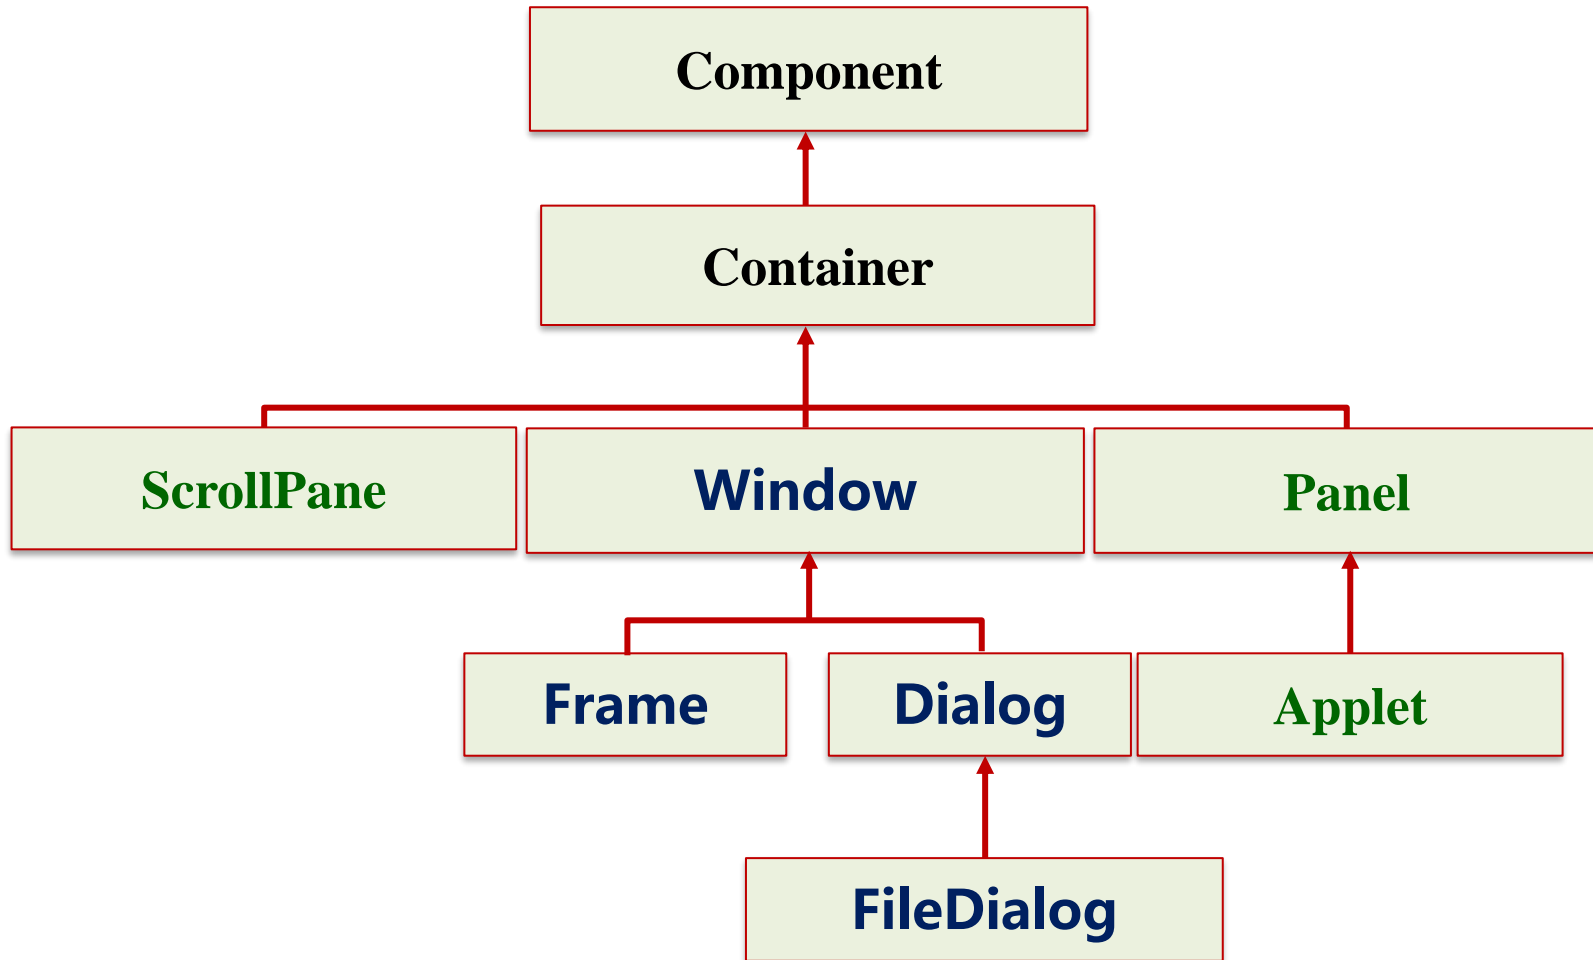 Component
Container
ScrollPane
Window
Panel
Frame
Dialog
Applet
FileDialog